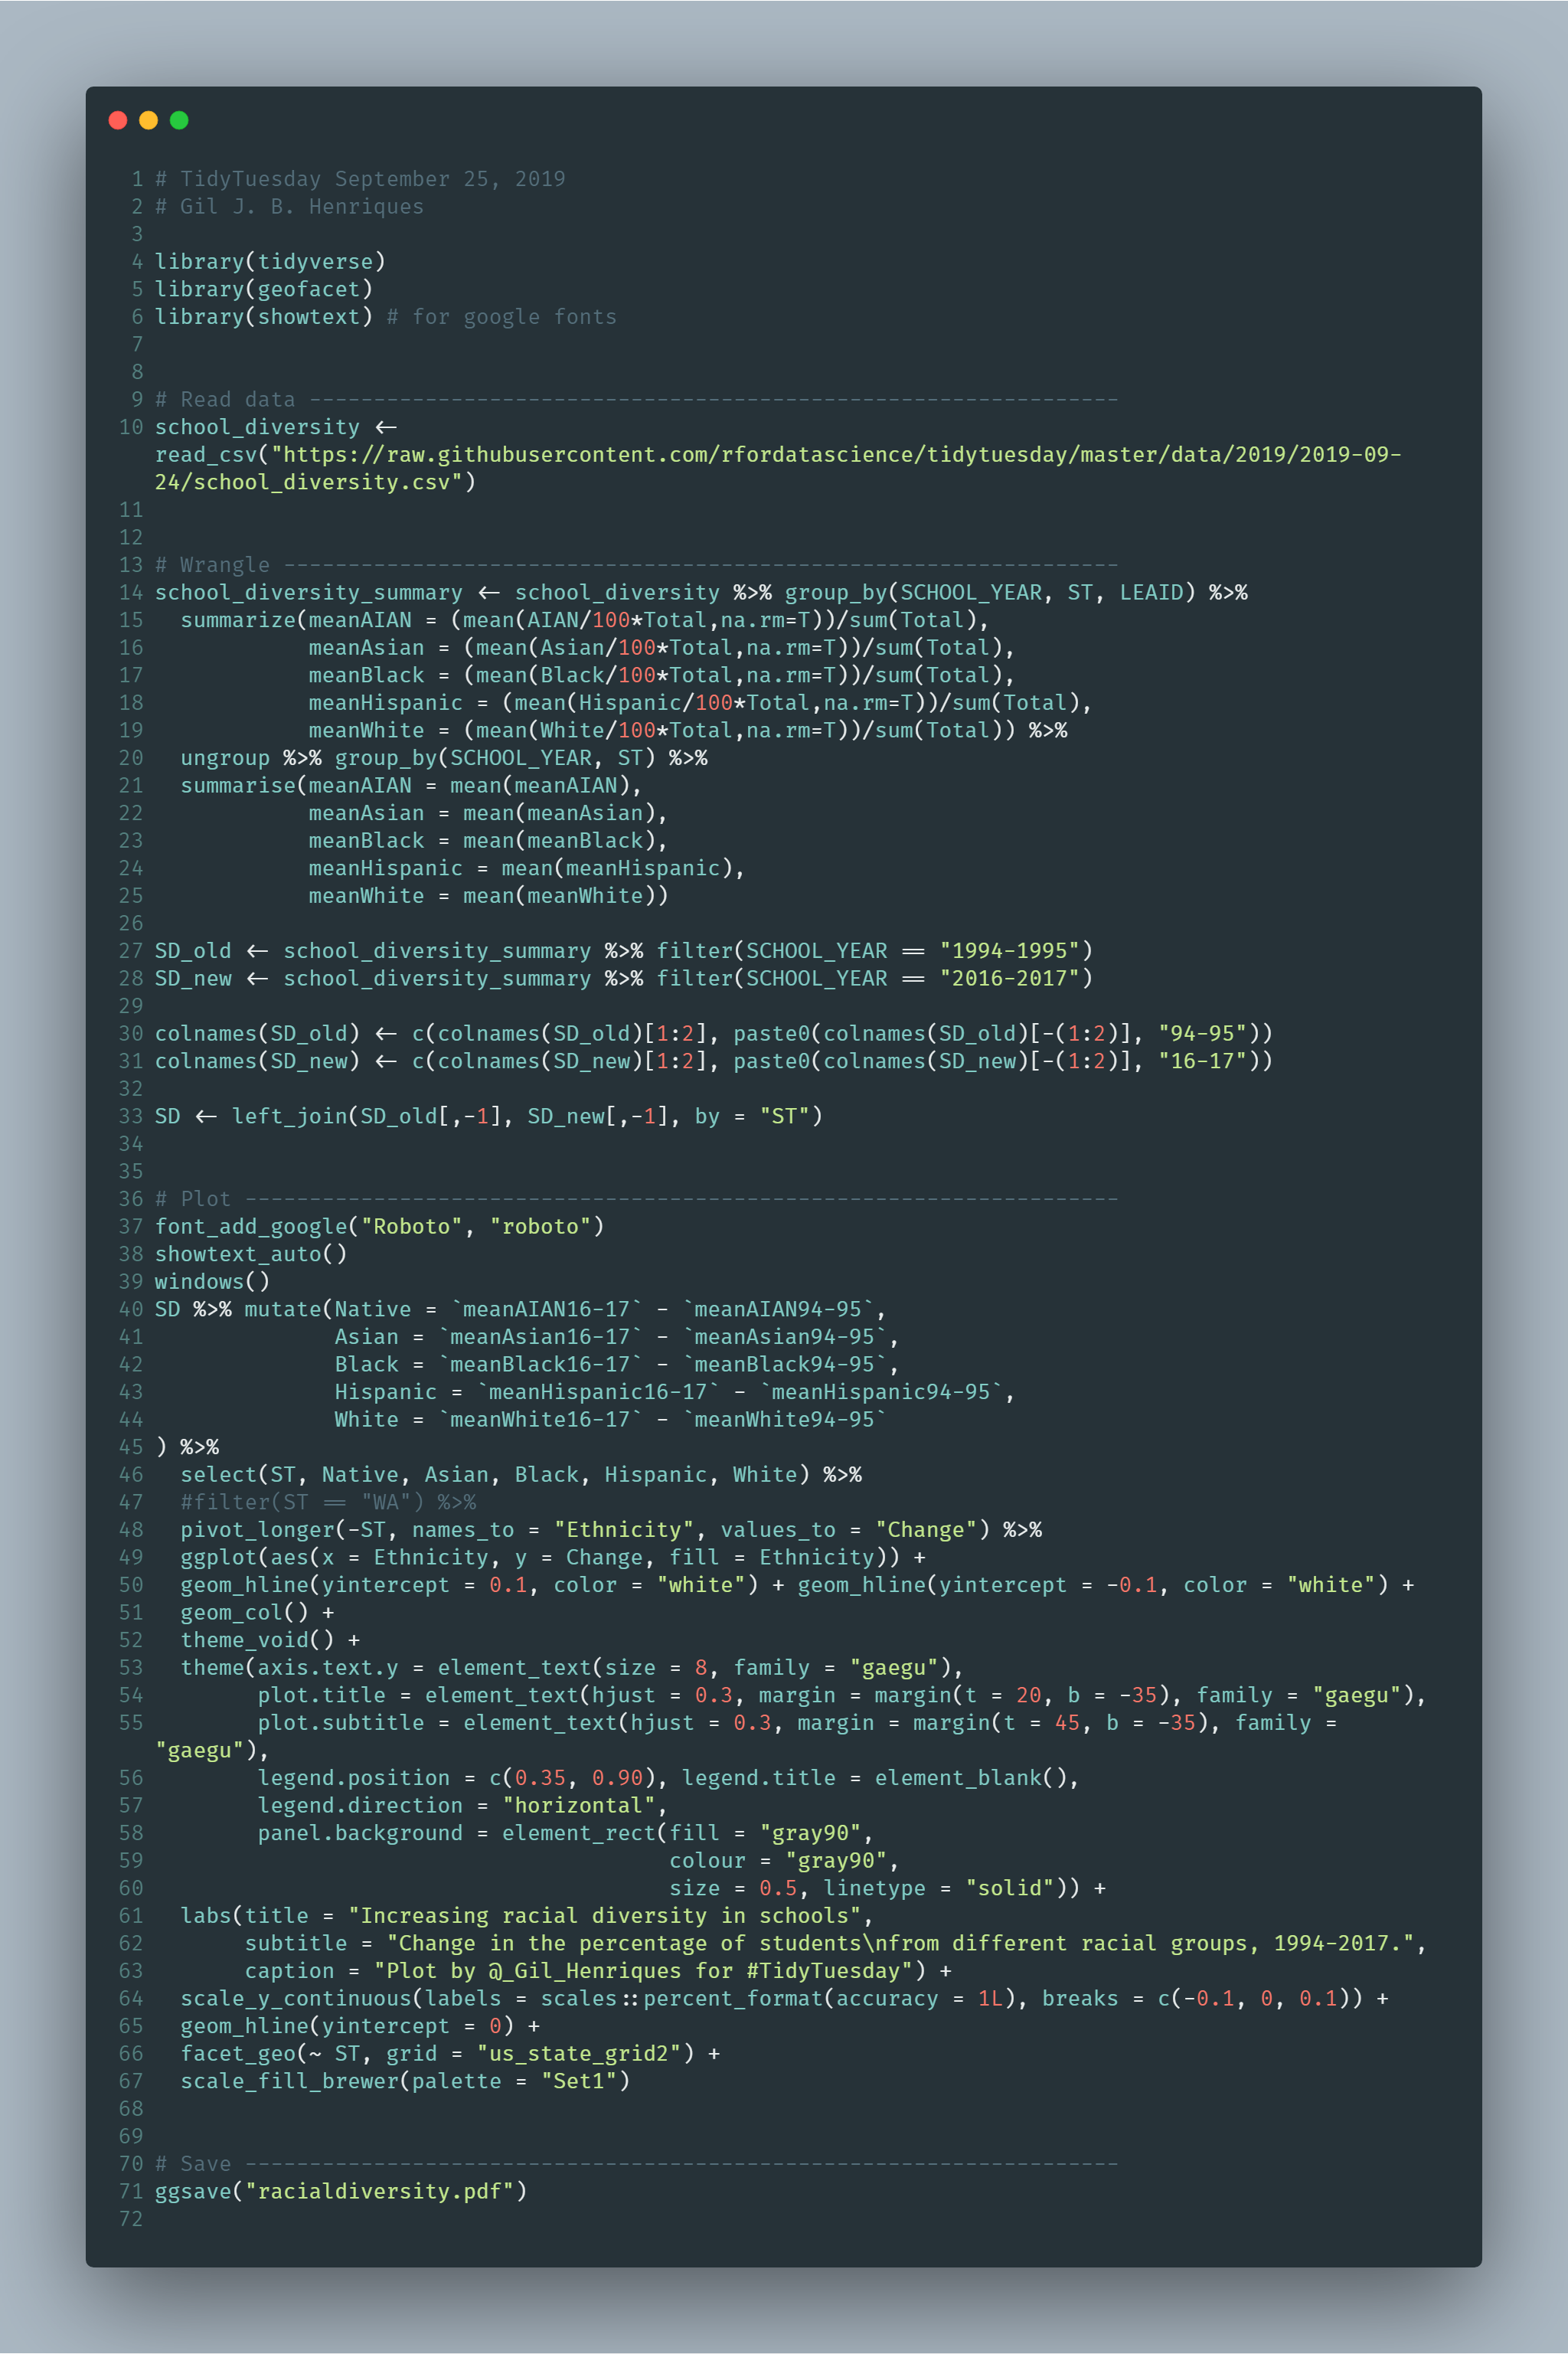 1 # TidyTuesday September 25, 2019
2 # Gil J. B. Henriques
3
4 library(tidyverse)
5 library(geofacet)
6 library(showtext) # for google fonts
7
8
9 # Read data ---------------------------------------------------------------
10 school_diversity <-
read_csv("https://raw.githubusercontent.com/rfordatascience/tidytuesday/master/data/2019/2019-09-
24/school_diversity.csv")
11
12
13 # Wrangle -----------------------------------------------------------------
14 school_diversity_summary <- school_diversity %>% group_by(SCHOOL_YEAR, ST, LEAID) %>%
15   summarize(meanAIAN = (mean(AIAN/100*Total,na.rm=T))/sum(Total),
16             meanAsian = (mean(Asian/100*Total,na.rm=T))/sum(Total),
17             meanBlack = (mean(Black/100*Total,na.rm=T))/sum(Total),
18             meanHispanic = (mean(Hispanic/100*Total,na.rm=T))/sum(Total),
19             meanWhite = (mean(White/100*Total,na.rm=T))/sum(Total)) %>%
20   ungroup %>% group_by(SCHOOL_YEAR, ST) %>%
21   summarise(meanAIAN = mean(meanAIAN),
22             meanAsian = mean(meanAsian),
23             meanBlack = mean(meanBlack),
24             meanHispanic = mean(meanHispanic),
25             meanWhite = mean(meanWhite))
26
27 SD_old <- school_diversity_summary %>% filter(SCHOOL_YEAR == "1994-1995")
28 SD_new <- school_diversity_summary %>% filter(SCHOOL_YEAR == "2016-2017")
29
30 colnames(SD_old) <- c(colnames(SD_old)[1:2], paste0(colnames(SD_old)[-(1:2)], "94-95"))
31 colnames(SD_new) <- c(colnames(SD_new)[1:2], paste0(colnames(SD_new)[-(1:2)], "16-17"))
32
33 SD <- left_join(SD_old[,-1], SD_new[,-1], by = "ST")
34
35
36 # Plot --------------------------------------------------------------------
37 font_add_google("Roboto", "roboto")
38 showtext_auto()
39 windows()
40 SD %>% mutate(Native = `meanAIAN16-17` - `meanAIAN94-95`,
41               Asian = `meanAsian16-17` - `meanAsian94-95`,
42               Black = `meanBlack16-17` - `meanBlack94-95`,
43               Hispanic = `meanHispanic16-17` - `meanHispanic94-95`,
44               White = `meanWhite16-17` - `meanWhite94-95`
45 ) %>%
46   select(ST, Native, Asian, Black, Hispanic, White) %>%
47   #filter(ST == "WA") %>%
48   pivot_longer(-ST, names_to = "Ethnicity", values_to = "Change") %>%
49   ggplot(aes(x = Ethnicity, y = Change, fill = Ethnicity)) +
50   geom_hline(yintercept = 0.1, color = "white") + geom_hline(yintercept = -0.1, color = "white") +
51   geom_col() +
52   theme_void() +
53   theme(axis.text.y = element_text(size = 8, family = "gaegu"),
54         plot.title = element_text(hjust = 0.3, margin = margin(t = 20, b = -35), family = "gaegu"),
55         plot.subtitle = element_text(hjust = 0.3, margin = margin(t = 45, b = -35), family =
"gaegu"),
56         legend.position = c(0.35, 0.90), legend.title = element_blank(),
57         legend.direction = "horizontal",
58         panel.background = element_rect(fill = "gray90",
59                                         colour = "gray90",
60                                         size = 0.5, linetype = "solid")) +
61   labs(title = "Increasing racial diversity in schools",
62        subtitle = "Change in the percentage of students\nfrom different racial groups, 1994-2017.",
63        caption = "Plot by @_Gil_Henriques for #TidyTuesday") +
64   scale_y_continuous(labels = scales::percent_format(accuracy = 1L), breaks = c(-0.1, 0, 0.1)) +
65   geom_hline(yintercept = 0) +
66   facet_geo(~ ST, grid = "us_state_grid2") +
67   scale_fill_brewer(palette = "Set1")
68
69
70 # Save --------------------------------------------------------------------
71 ggsave("racialdiversity.pdf")
72